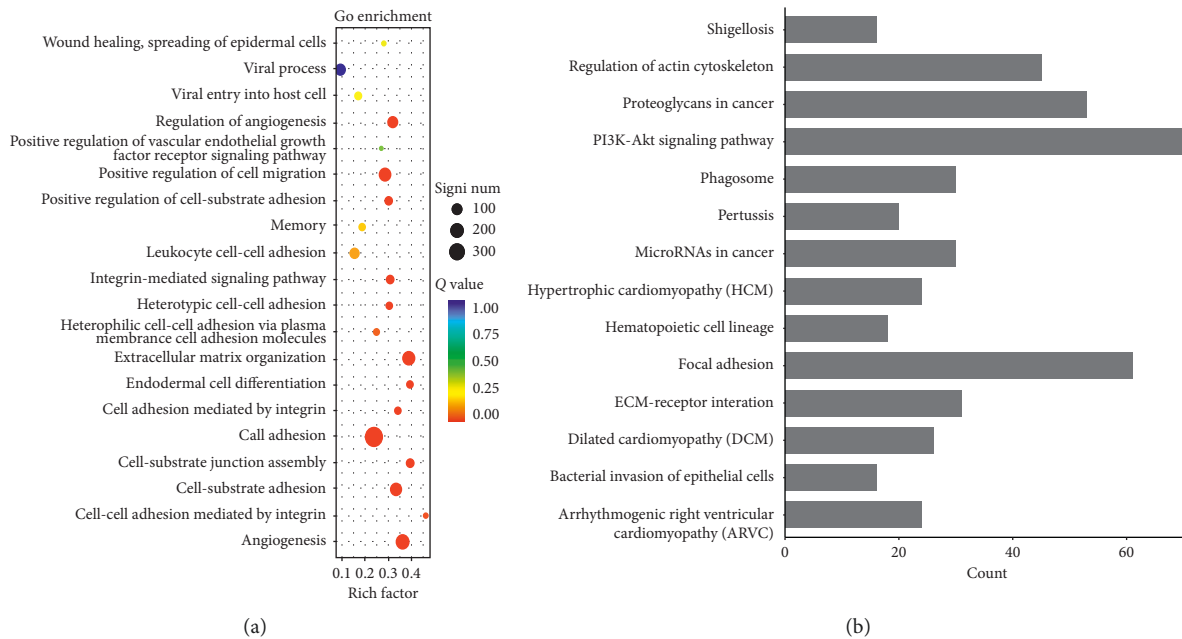 Go enrichment
Wound healing, spreading of epidermal cells
Viral process
Viral entry into host cell
Regulation of angiogenesis
Positive regulation of vascular endothelial growth
factor receptor signaling pathway
Positive regulation of cell migration
Positive regulation of cell-substrate adhesion
Memory
Leukocyte cell-cell adhesion
Integrin-mediated signaling pathway
Heterotypic cell-cell adhesion
Heterophilic cell-cell adhesion via plasma
membrance cell adhesion molecules
Extracellular matrix organization
Endodermal cell differentiation
Cell adhesion mediated by integrin
Call adhesion
Cell-substrate junction assembly
Cell-substrate adhesion
Cell-cell adhesion mediated by integrin
Angiogenesis
0.1 0.2 0.3 0.4
Rich factor
Signi num
100
200
300
Q value
1.00
0.75
0.50
0.25
0.00
(a)
Shigellosis
Regulation of actin cytoskeleton
Proteoglycans in cancer
PI3K-Akt signaling pathway
Phagosome
Pertussis
MicroRNAs in cancer
Hypertrophic cardiomyopathy (HCM)
Hematopoietic cell lineage
Focal adhesion
ECM-receptor interation
Dilated cardiomyopathy (DCM)
Bacterial invasion of epithelial cells
Arrhythmogenic right ventricular
cardiomyopathy (ARVC)
0 20 40 60
Count
(b)